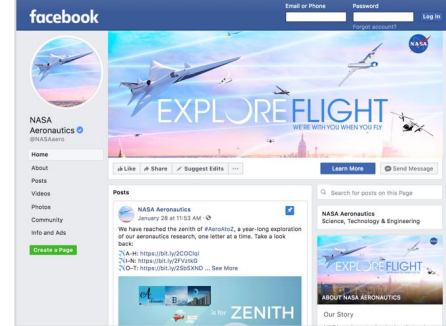 facebook
Email or Phone
Password
Log In
Forgot account?
NASA
EXPLORE FLIGHT
WE'RE WITH YOU WHEN YOU FLY
NASA
Aeronautics
@NASAaero
Home
About
Posts
Videos
Photos
Community
Info and Ads
Create a Page
Like
Share
Suggest Edits
...
Learn More
Send Message
Posts
NASA Aeronautics
January 28 at 11:53 AM ·
We have reached the zenith of #AeroAtoZ, a year-long exploration
of our aeronautics research, one letter at a time. Take a look
back:
A-H: https://bit.ly/2COClqI
I-N: https://bit.ly/2FVztkG
O-T: https://bit.ly/2Sb5XND ... See More
A
B
is for ZENITH
Search for posts on this Page
NASA Aeronautics
Science, Technology & Engineering
EXPLORE FLIGHT
ABOUT NASA AERONAUTICS
Our Story